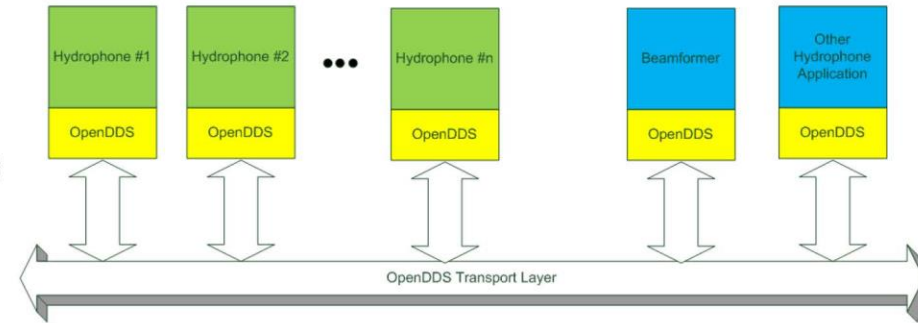 Hydrophone #1
Hydrophone #2
Hydrophone #n
Beamformer
Other
Hydrophone
Application
OpenDDS
OpenDDS
OpenDDS
OpenDDS
OpenDDS
OpenDDS Transport Layer